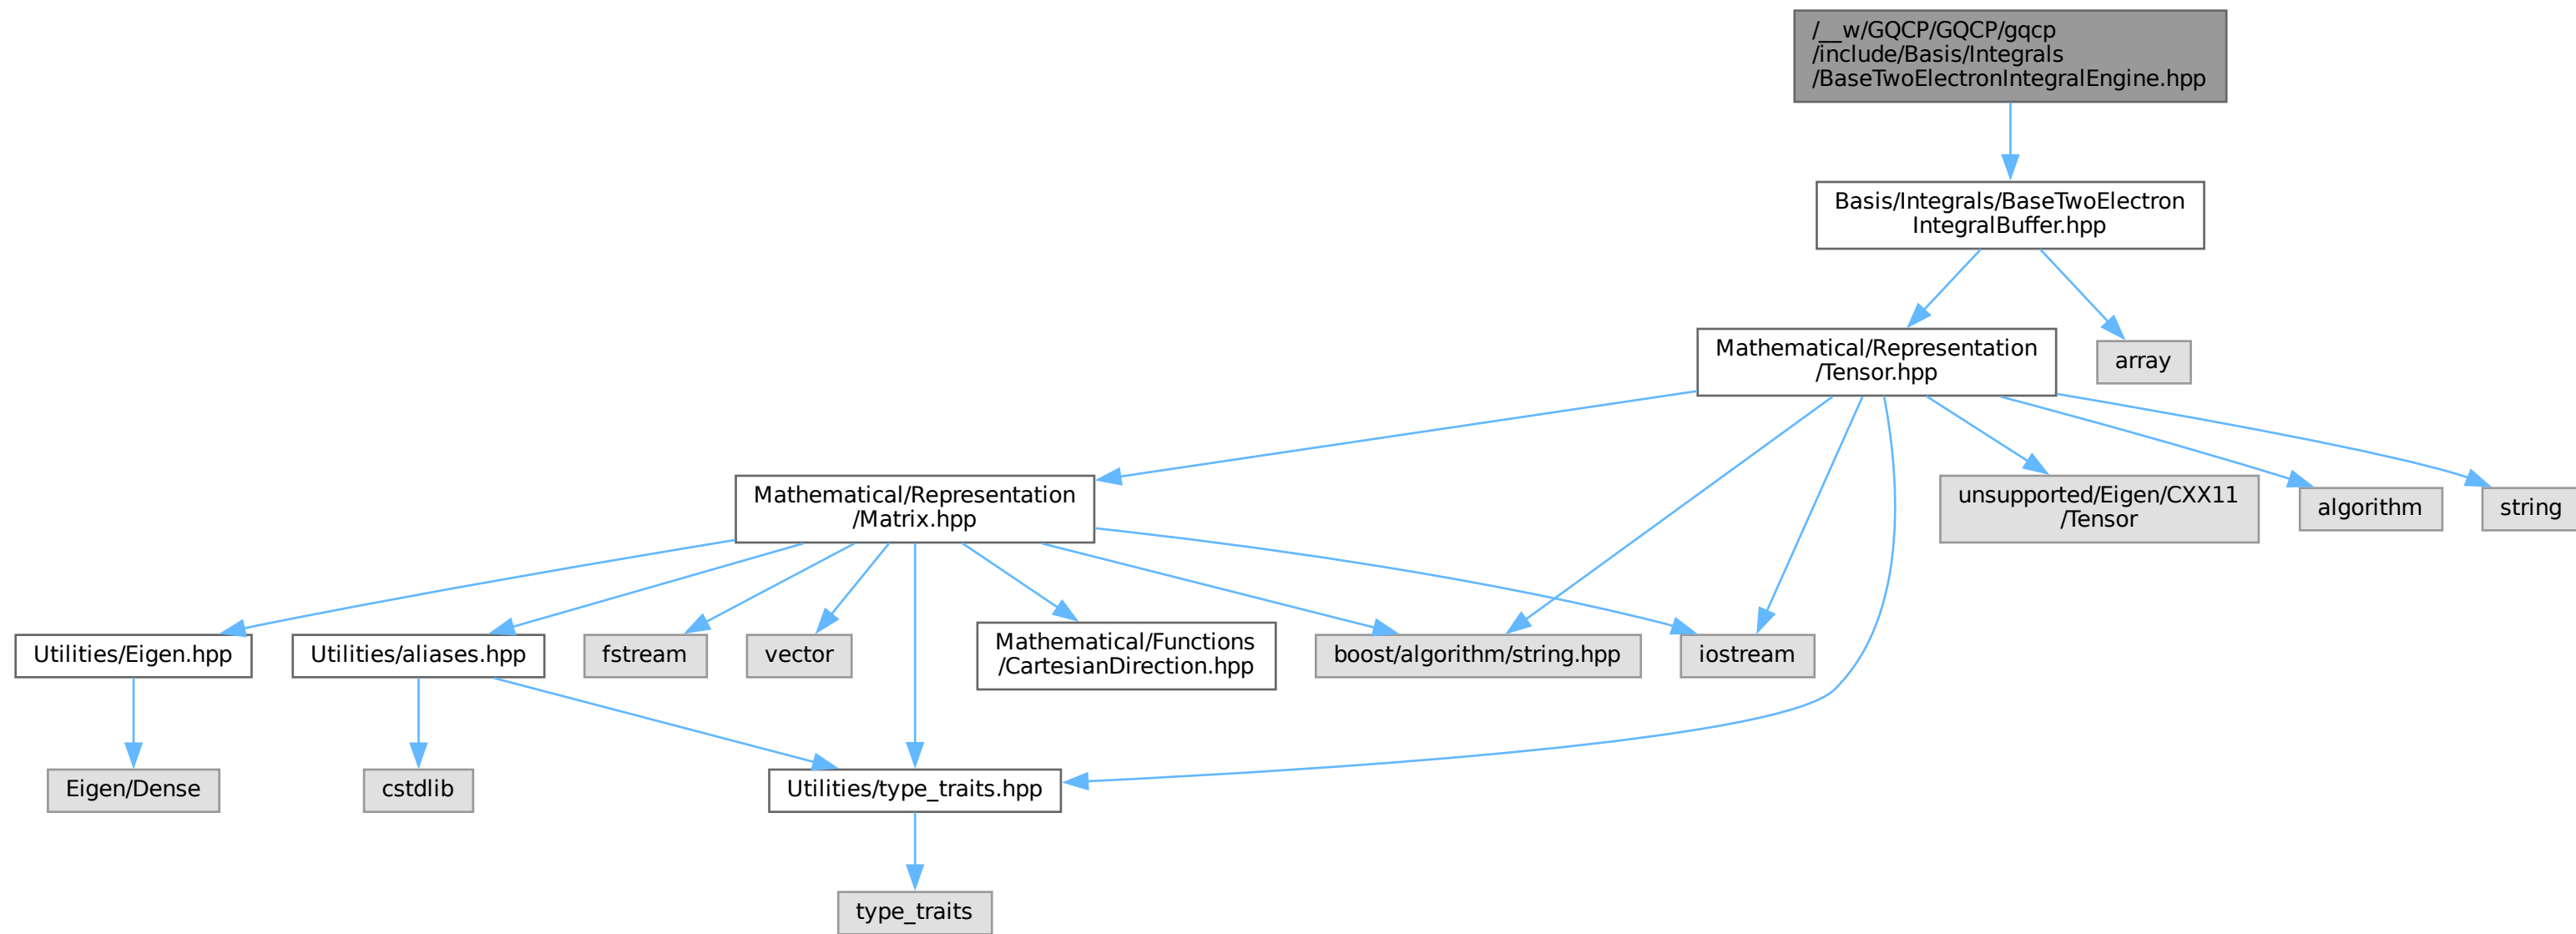 /__w/GQCP/GQCP/gqcp
/include/Basis/Integrals
/BaseTwoElectronIntegralEngine.hpp
Basis/Integrals/BaseTwoElectron
IntegralBuffer.hpp
Mathematical/Representation
/Tensor.hpp
array
Mathematical/Representation
/Matrix.hpp
unsupported/Eigen/CXX11
/Tensor
algorithm
string
Utilities/Eigen.hpp
Utilities/aliases.hpp
fstream
vector
Mathematical/Functions
/CartesianDirection.hpp
boost/algorithm/string.hpp
iostream
Eigen/Dense
cstdlib
Utilities/type_traits.hpp
type_traits